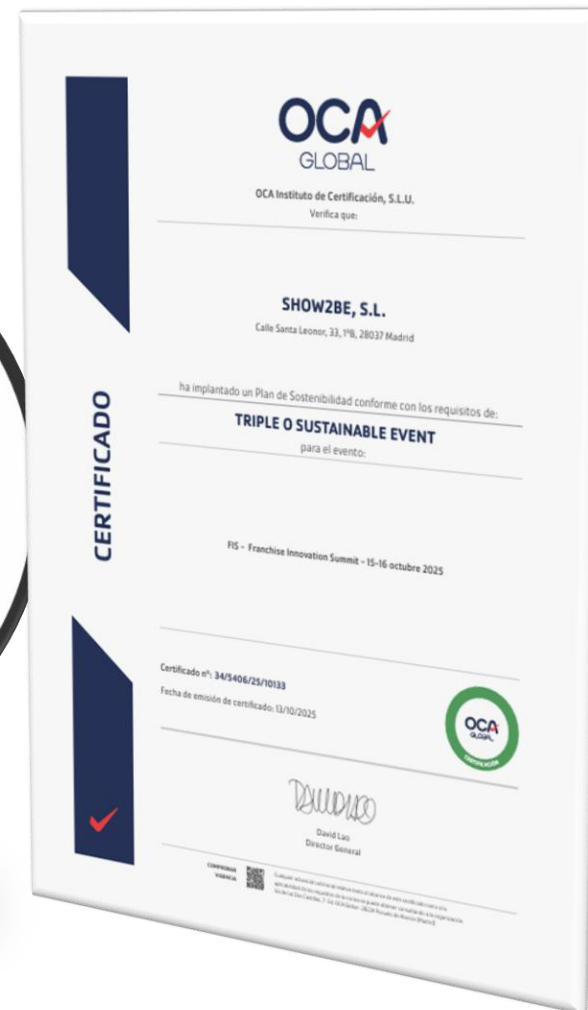 OCA
GLOBAL
OCA Instituto de Certificación, S.L.U.
Verifica que:
SHOW2BE, S.L.
Calle Santa Leonor, 33, 1ºB, 28037 Madrid
ha implantado un Plan de Sostenibilidad conforme con los requisitos de:
TRIPLE O SUSTAINABLE EVENT
para el evento:
CERTIFICADO
FIS - Franchise Innovation Summit - 15-16 octubre 2025
Certificado nº: 34/5406/25/10133
Fecha de emisión de certificado: 13/10/2025
OCA
GLOBAL
CERTIFICACIÓN
David Lao
Director General
COMPROBAR
VIGENCIA